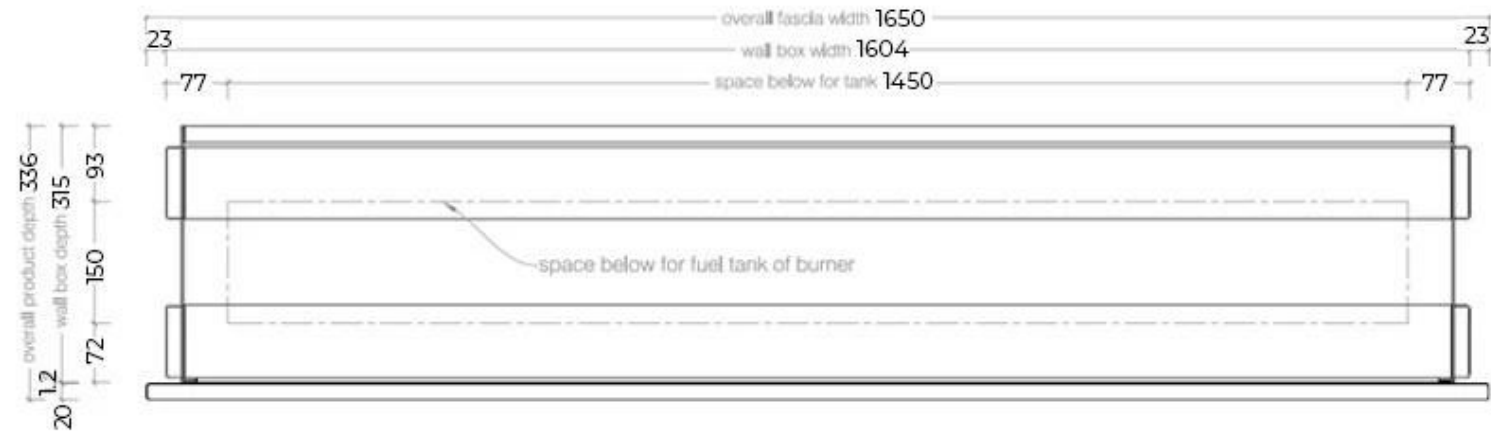 overall fascia width 1650
23
23
wall box width 1604
77
space below for tank 1450
77
overall product depth 336
wall box depth 315
93
150
72
1.2
20
space below for fuel tank of burner